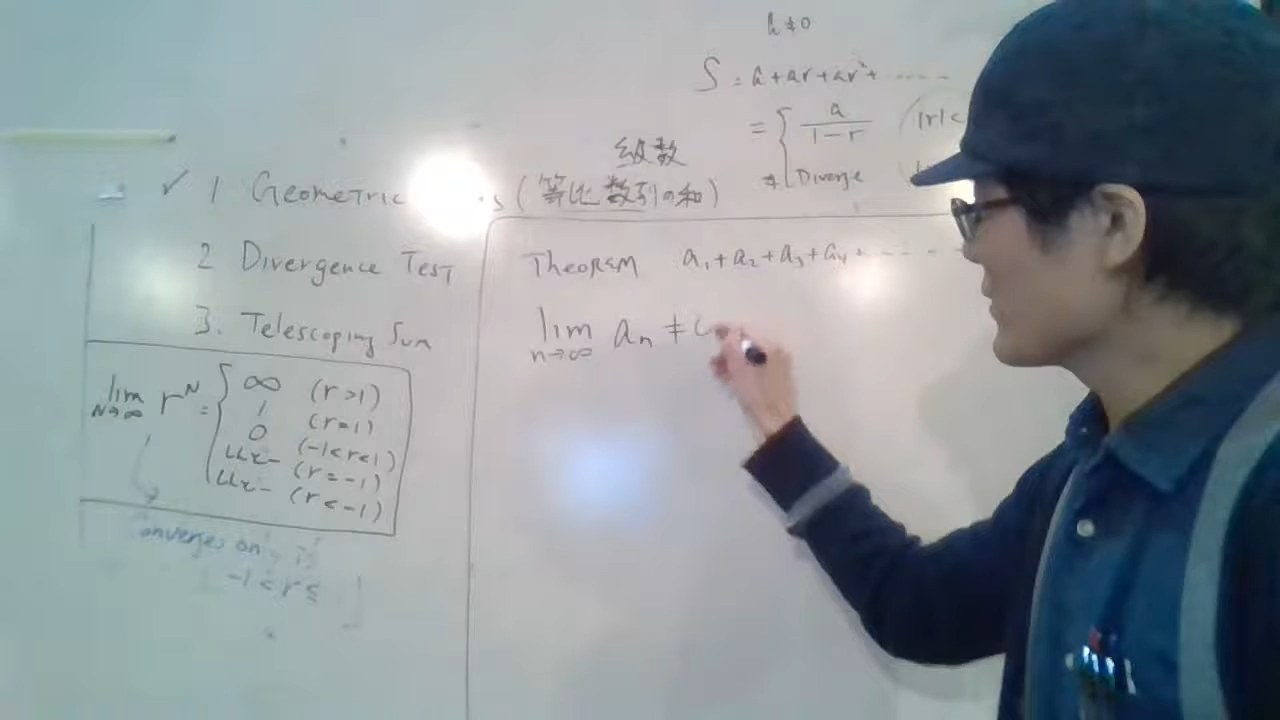 a ≠ 0
S = a + ar + ar² + ......
= { a / 1-r (|r| <
Diverge
級数
✓ 1 Geometric s (等比数列の和)
2 Divergence Test
3. Telescoping Sum
lim N→∞ r^N = { ∞ (r > 1)
1 (r = 1)
0 (-1 < r < 1)
(r = -1)
(r < -1)
Converges on if
-1 < r ≤
Theorem a₁ + a₂ + a₃ + a₄ + ......
lim n→∞ aₙ ≠